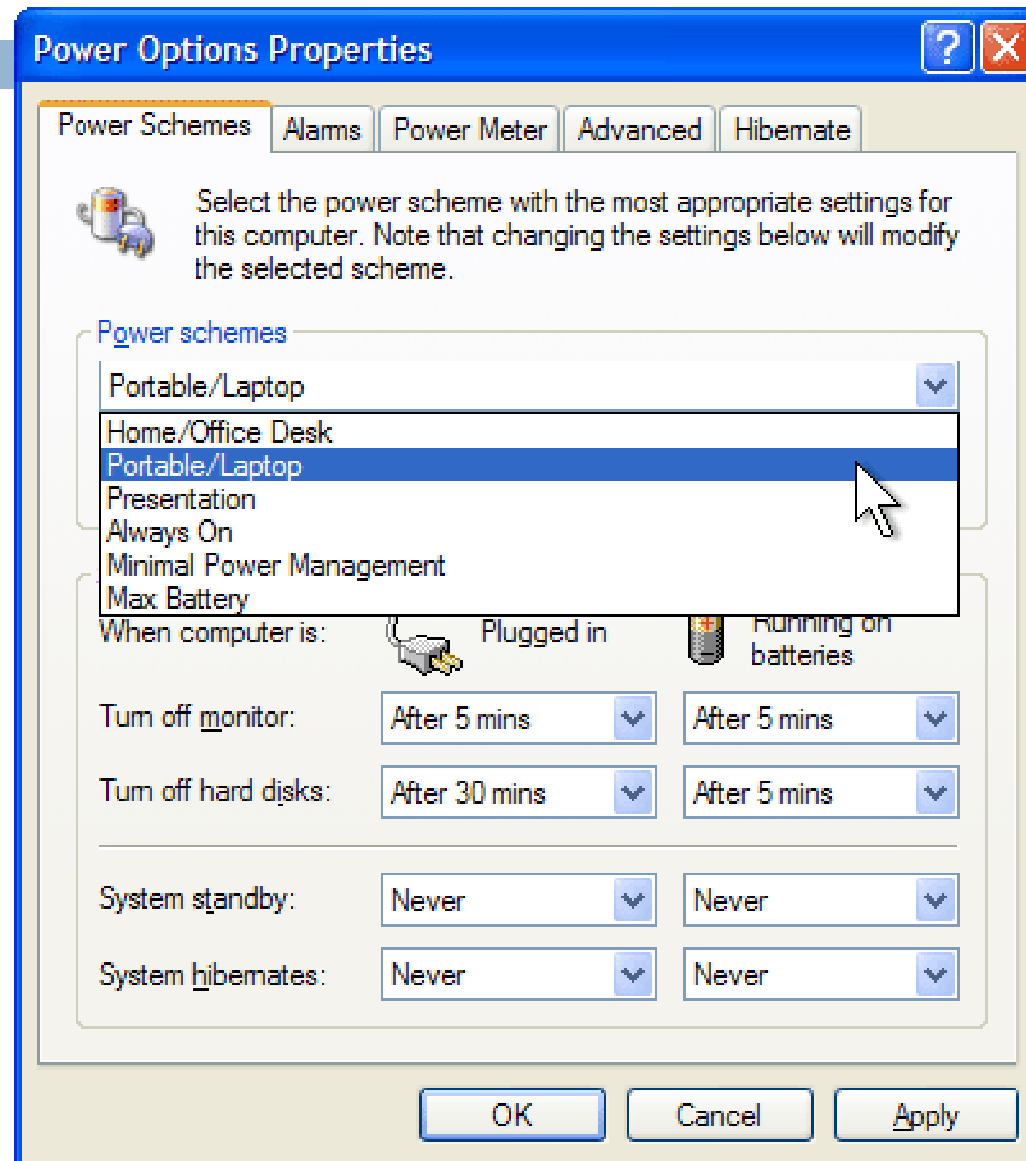 Power Options Properties
Power Schemes Alarms Power Meter Advanced Hibernate
Select the power scheme with the most appropriate settings for
this computer. Note that changing the settings below will modify
the selected scheme.
Power schemes
Portable/Laptop
Home/Office Desk
Portable/Laptop
Presentation
Always On
Minimal Power Management
Max Battery
When computer is: Plugged in Running on
batteries
Turn off monitor: After 5 mins After 5 mins
Turn off hard disks: After 30 mins After 5 mins
System standby: Never Never
System hibernates: Never Never
OK Cancel Apply